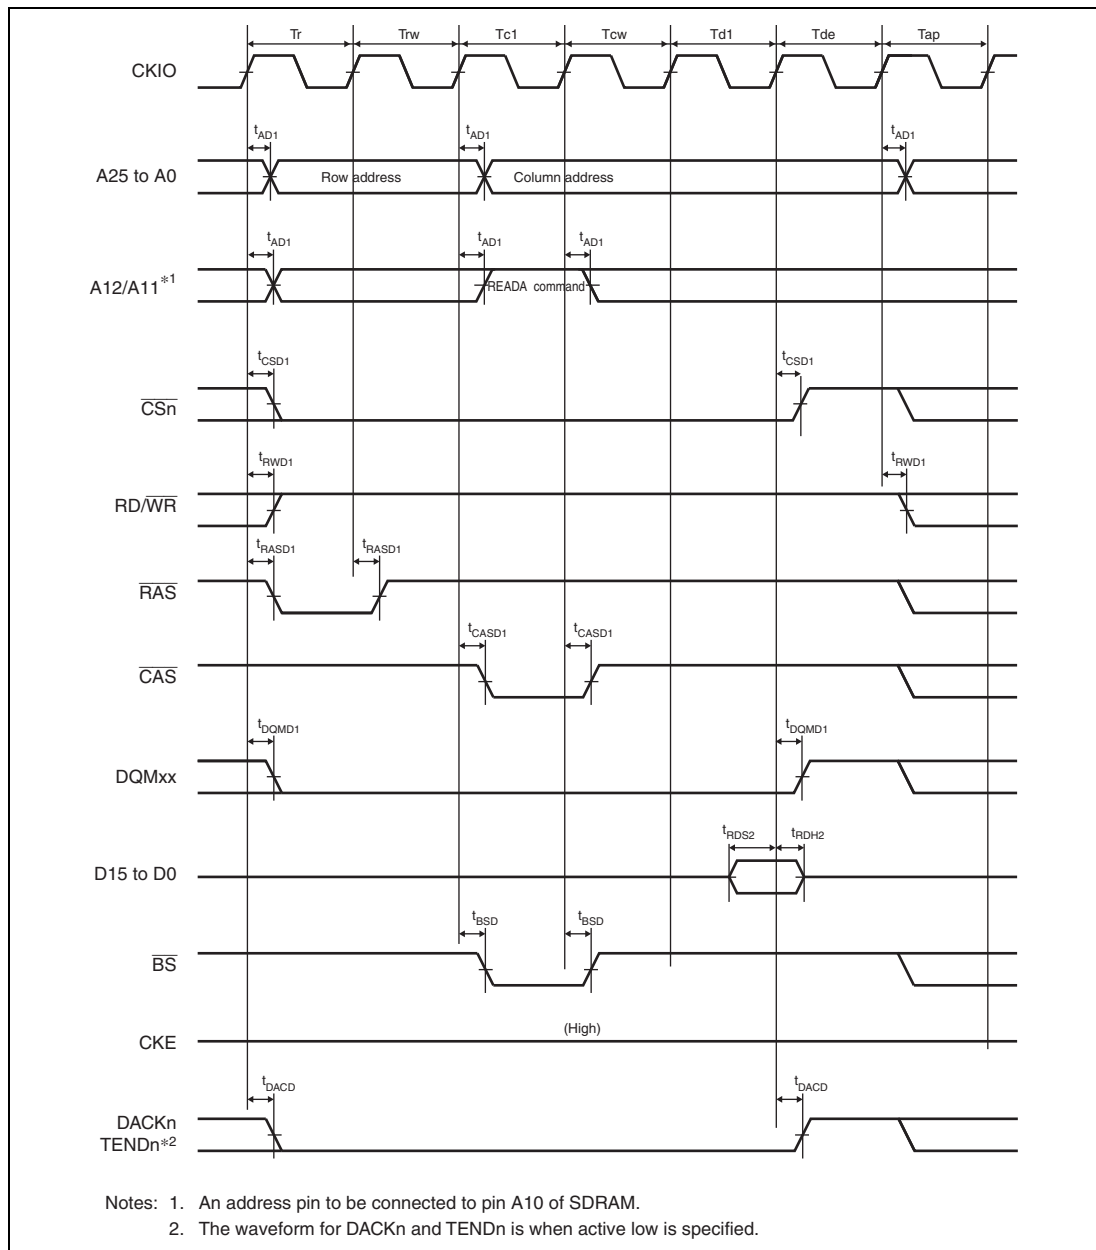 Tr Trw Tc1 Tcw Td1 Tde Tap
CKIO
tAD1 tAD1 tAD1
A25 to A0 Row address Column address
tAD1 tAD1 tAD1
A12/A11*1 READA command
tCSD1 tCSD1
CSn
tRWD1 tRWD1
RD/WR
tRASD1 tRASD1
RAS
tCASD1 tCASD1
CAS
tDQMD1 tDQMD1
DQMxx
tRDS2 tRDH2
D15 to D0
tBSD tBSD
BS
(High)
CKE
tDACD tDACD
DACKn
TENDn*2
Notes: 1. An address pin to be connected to pin A10 of SDRAM.
2. The waveform for DACKn and TENDn is when active low is specified.